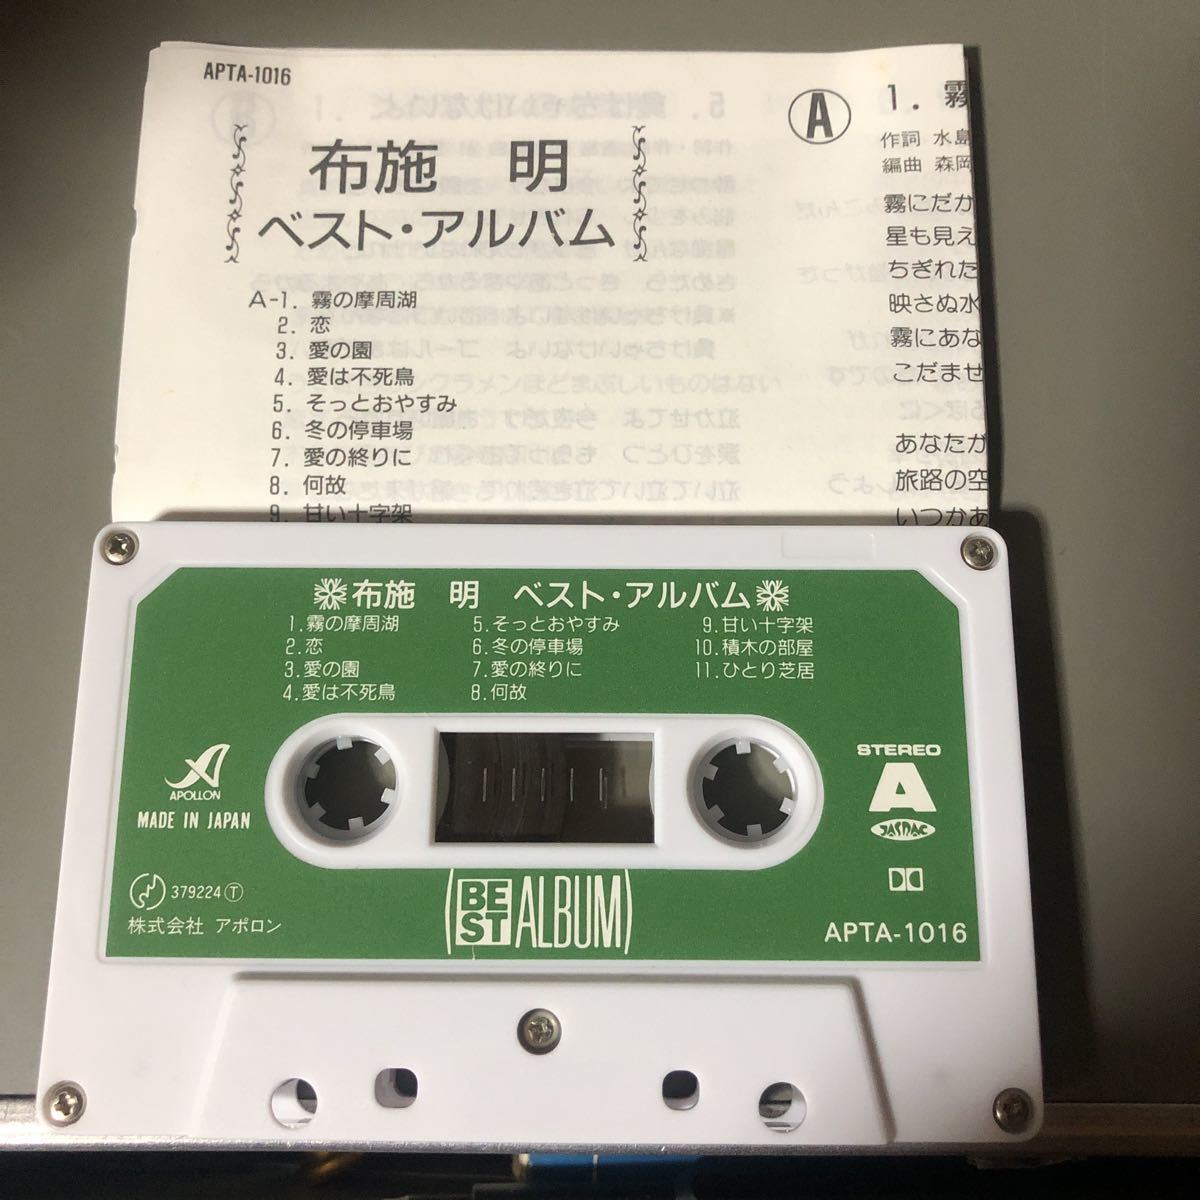 APTA-1016
布施 明
ベスト・アルバム
A-1. 霧の摩周湖
2. 恋
3. 愛の園
4. 愛は不死鳥
5. そっとおやすみ
6. 冬の停車場
7. 愛の終りに
8. 何故
9. 甘い十字架
A
1. 霧
作詞 水島
編曲 森岡
霧にだか
星も見え
ちぎれた
映さぬ水
霧にあな
こだませ
あなたが
旅路の空
いつかあ
布施 明 ベスト・アルバム
1.霧の摩周湖
2.恋
3.愛の園
4.愛は不死鳥
5.そっとおやすみ
6.冬の停車場
7.愛の終りに
8.何故
9.甘い十字架
10.積木の部屋
11.ひとり芝居
APOLLON
MADE IN JAPAN
379224 Ⓣ
株式会社 アポロン
BEST ALBUM
STEREO
A
JASRAC
APTA-1016